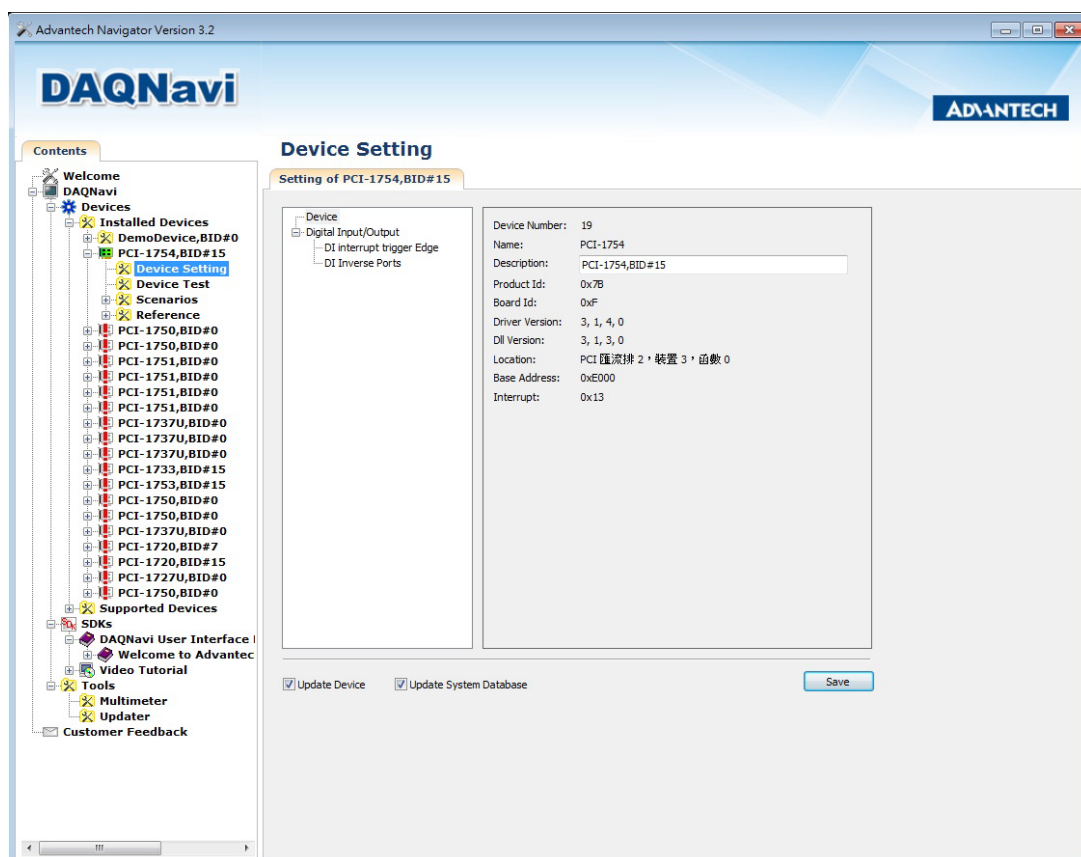 Advantech Navigator Version 3.2
DAQNavi
ADVANTECH
Contents
Welcome
DAQNavi
Devices
Installed Devices
DemoDevice,BID#0
PCI-1754,BID#15
Device Setting
Device Test
Scenarios
Reference
PCI-1750,BID#0
PCI-1750,BID#0
PCI-1751,BID#0
PCI-1751,BID#0
PCI-1751,BID#0
PCI-1751,BID#0
PCI-1737U,BID#0
PCI-1737U,BID#0
PCI-1737U,BID#0
PCI-1733,BID#15
PCI-1753,BID#15
PCI-1750,BID#0
PCI-1750,BID#0
PCI-1737U,BID#0
PCI-1720,BID#7
PCI-1720,BID#15
PCI-1727U,BID#0
PCI-1750,BID#0
Supported Devices
SDKs
DAQNavi User Interface
Welcome to Advantec
Video Tutorial
Tools
Multimeter
Updater
Customer Feedback
Device Setting
Setting of PCI-1754,BID#15
Device
Digital Input/Output
DI interrupt trigger Edge
DI Inverse Ports
Device Number: 19
Name: PCI-1754
Description: PCI-1754,BID#15
Product Id: 0x7B
Board Id: 0xF
Driver Version: 3, 1, 4, 0
Dll Version: 3, 1, 3, 0
Location: PCI 匯流排 2，裝置 3，函數 0
Base Address: 0xE000
Interrupt: 0x13
Update Device
Update System Database
Save